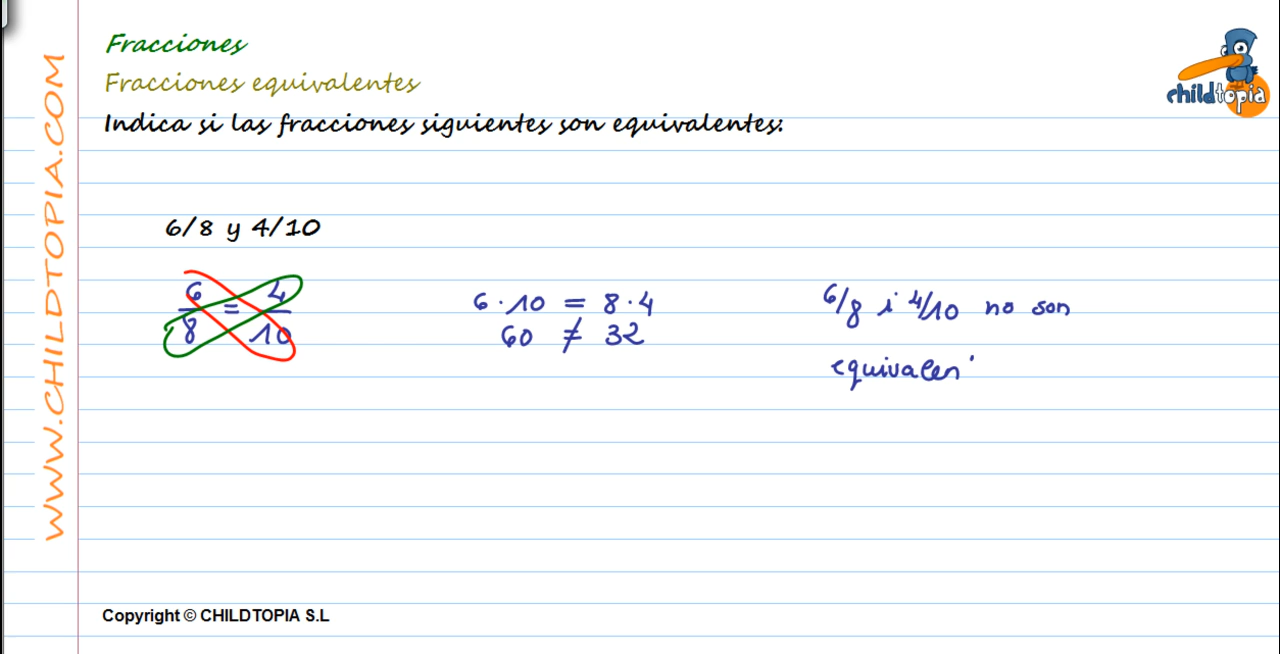 Fracciones
Fracciones equivalentes
Indica si las fracciones siguientes son equivalentes:
childtopia
WWW.CHILDTOPIA.COM
6/8 y 4/10
6/8 = 4/10
6 · 10 = 8 · 4
60 ≠ 32
6/8 i 4/10 no son
equivalen
Copyright © CHILDTOPIA S.L